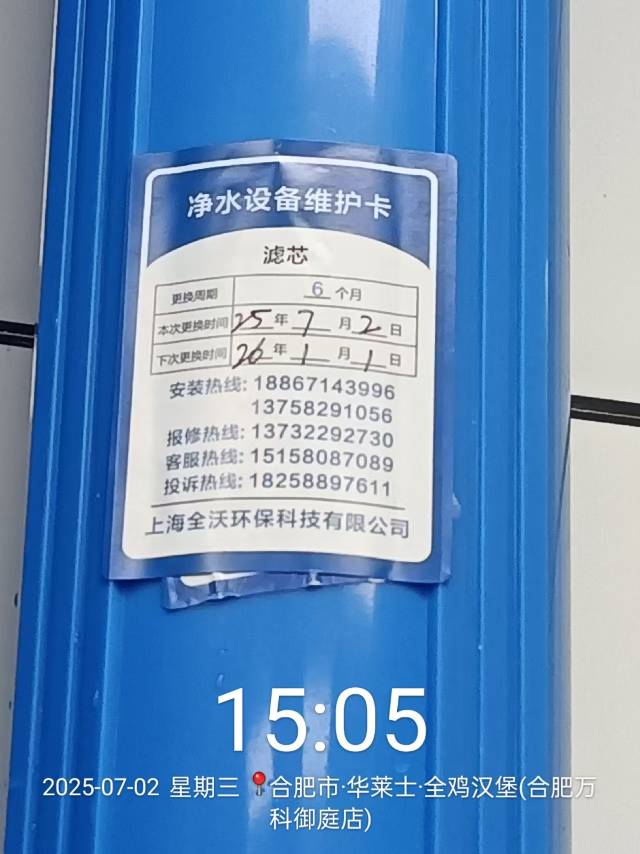 净水设备维护卡
滤芯
更换周期 6 个月
本次更换时间 25 年 7 月 2 日
下次更换时间 26 年 1 月 1 日
安装热线: 18867143996
13758291056
报修热线: 13732292730
客服热线: 15158087089
投诉热线: 18258897611
上海全沃环保科技有限公司
15:05
2025-07-02 星期三 📍合肥市·华莱士·全鸡汉堡(合肥万
科御庭店)